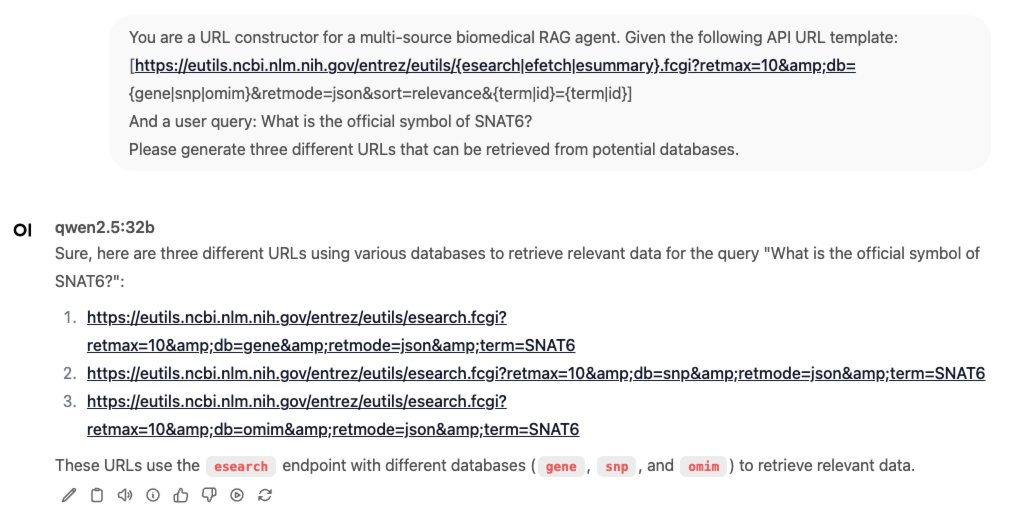 You are a URL constructor for a multi-source biomedical RAG agent. Given the following API URL template:
[https://eutils.ncbi.nlm.nih.gov/entrez/eutils/{esearch|efetch|esummary}.fcgi?retmax=10&amp;db=
{gene|snp|omim}&retmode=json&sort=relevance&{term|id}={term|id}]
And a user query: What is the official symbol of SNAT6?
Please generate three different URLs that can be retrieved from potential databases.
OI qwen2.5:32b
Sure, here are three different URLs using various databases to retrieve relevant data for the query "What is the official symbol of
SNAT6?":
1. https://eutils.ncbi.nlm.nih.gov/entrez/eutils/esearch.fcgi?
retmax=10&amp;db=gene&amp;retmode=json&amp;term=SNAT6
2. https://eutils.ncbi.nlm.nih.gov/entrez/eutils/esearch.fcgi?retmax=10&amp;db=snp&amp;retmode=json&amp;term=SNAT6
3. https://eutils.ncbi.nlm.nih.gov/entrez/eutils/esearch.fcgi?
retmax=10&amp;db=omim&amp;retmode=json&amp;term=SNAT6
These URLs use the esearch endpoint with different databases ( gene , snp , and omim ) to retrieve relevant data.